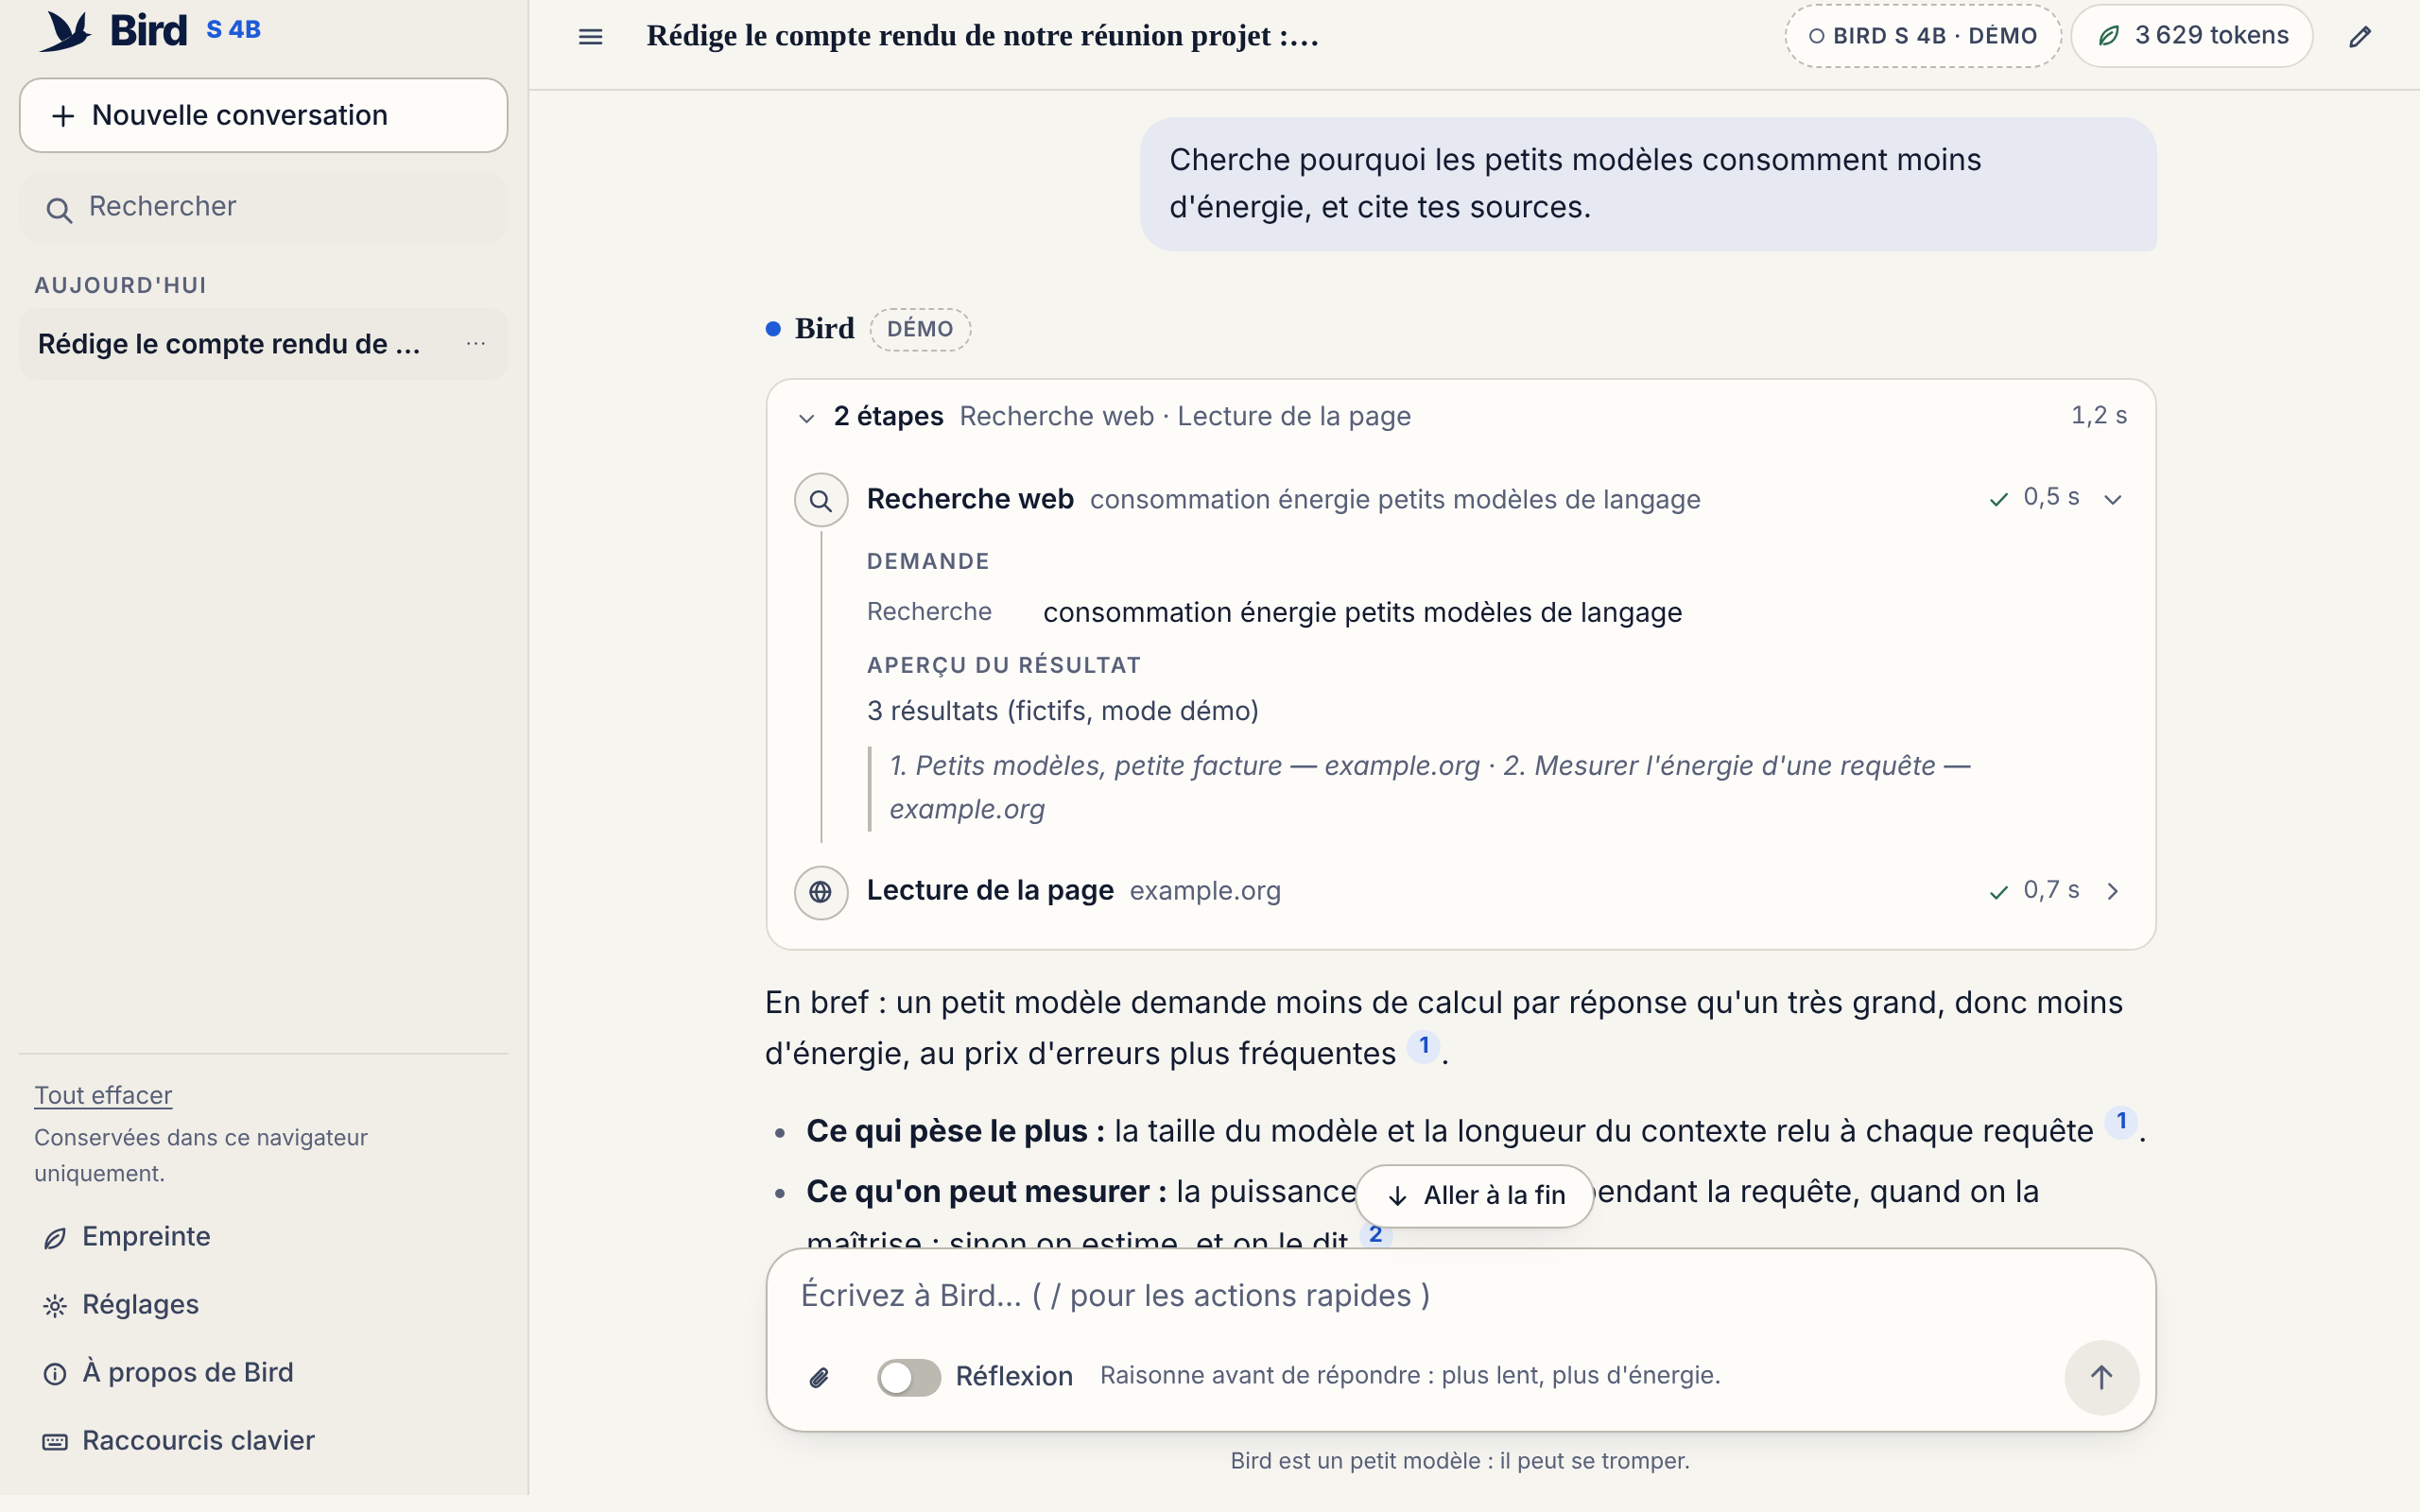 Bird S 4B
Nouvelle conversation
Rechercher
AUJOURD'HUI
Rédige le compte rendu de ...
Tout effacer
Conservées dans ce navigateur
uniquement.
Empreinte
Réglages
À propos de Bird
Raccourcis clavier
Rédige le compte rendu de notre réunion projet :…
BIRD S 4B · DÉMO
3 629 tokens
Cherche pourquoi les petits modèles consomment moins
d'énergie, et cite tes sources.
Bird DÉMO
2 étapes Recherche web · Lecture de la page 1,2 s
Recherche web consommation énergie petits modèles de langage 0,5 s
DEMANDE
Recherche consommation énergie petits modèles de langage
APERÇU DU RÉSULTAT
3 résultats (fictifs, mode démo)
1. Petits modèles, petite facture — example.org · 2. Mesurer l'énergie d'une requête —
example.org
Lecture de la page example.org 0,7 s
En bref : un petit modèle demande moins de calcul par réponse qu'un très grand, donc moins
d'énergie, au prix d'erreurs plus fréquentes 1.
• Ce qui pèse le plus : la taille du modèle et la longueur du contexte relu à chaque requête 1.
• Ce qu'on peut mesurer : la puissance pendant la requête, quand on la
Aller à la fin
maîtrise ; sinon on estime, et on le dit 2
Écrivez à Bird... ( / pour les actions rapides )
Réflexion Raisonne avant de répondre : plus lent, plus d'énergie.
Bird est un petit modèle : il peut se tromper.